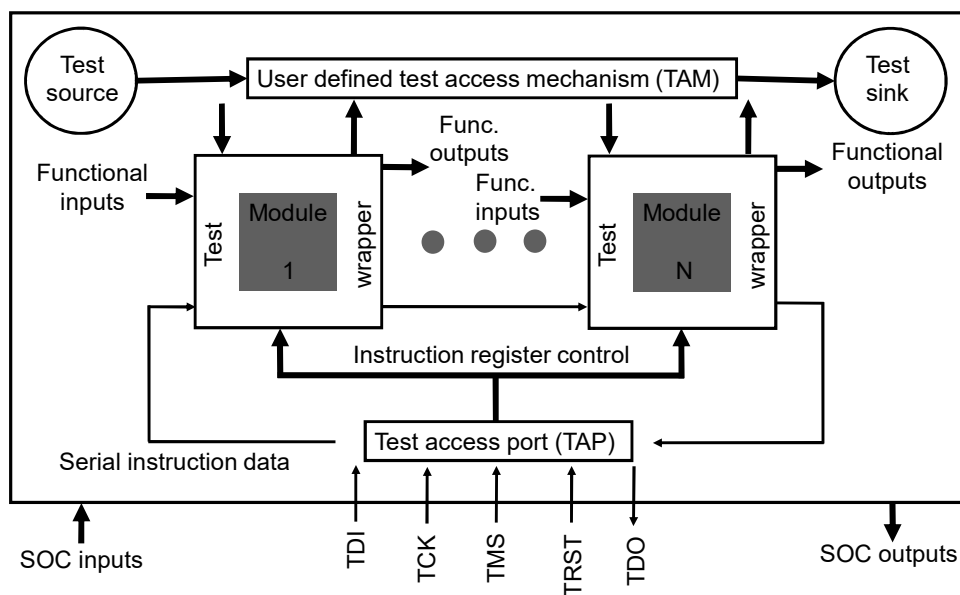 Test
source
User defined test access mechanism (TAM)
Test
sink
Func.
outputs
Functional
inputs
Func.
inputs
Functional
outputs
Test
Module
1
wrapper
Test
Module
N
wrapper
Instruction register control
Test access port (TAP)
Serial instruction data
SOC inputs
TDI
TCK
TMS
TRST
TDO
SOC outputs